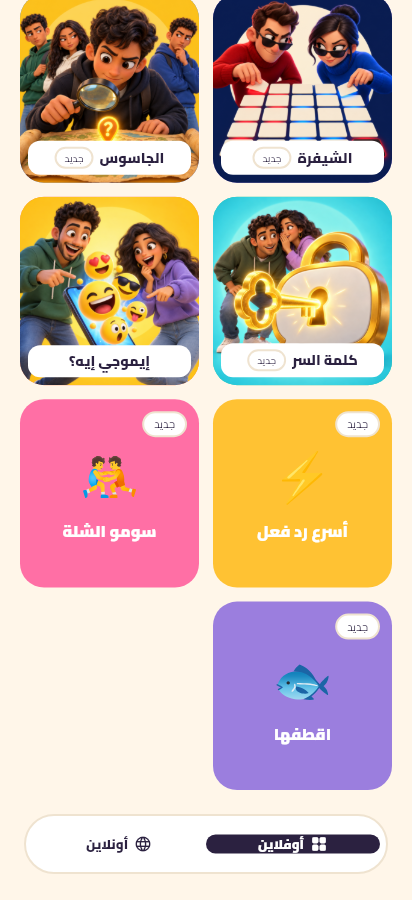 الشيفرة جديد
الجاسوس جديد
كلمة السر جديد
إيموجي إيه؟
جديد
أسرع رد فعل
جديد
سومو الشلة
جديد
اقطفها
أوفلاين
أونلاين